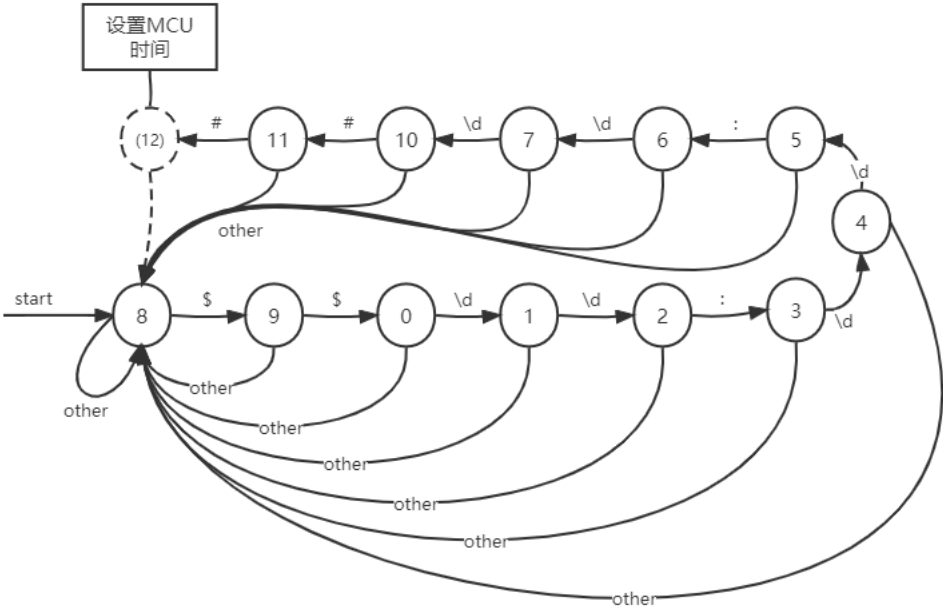 设置MCU
时间
(12)
#
11
#
10
\d
7
\d
6
:
5
\d
4
other
start
8
$
9
$
0
\d
1
\d
2
:
3
\d
other
other
other
other
other
other
other